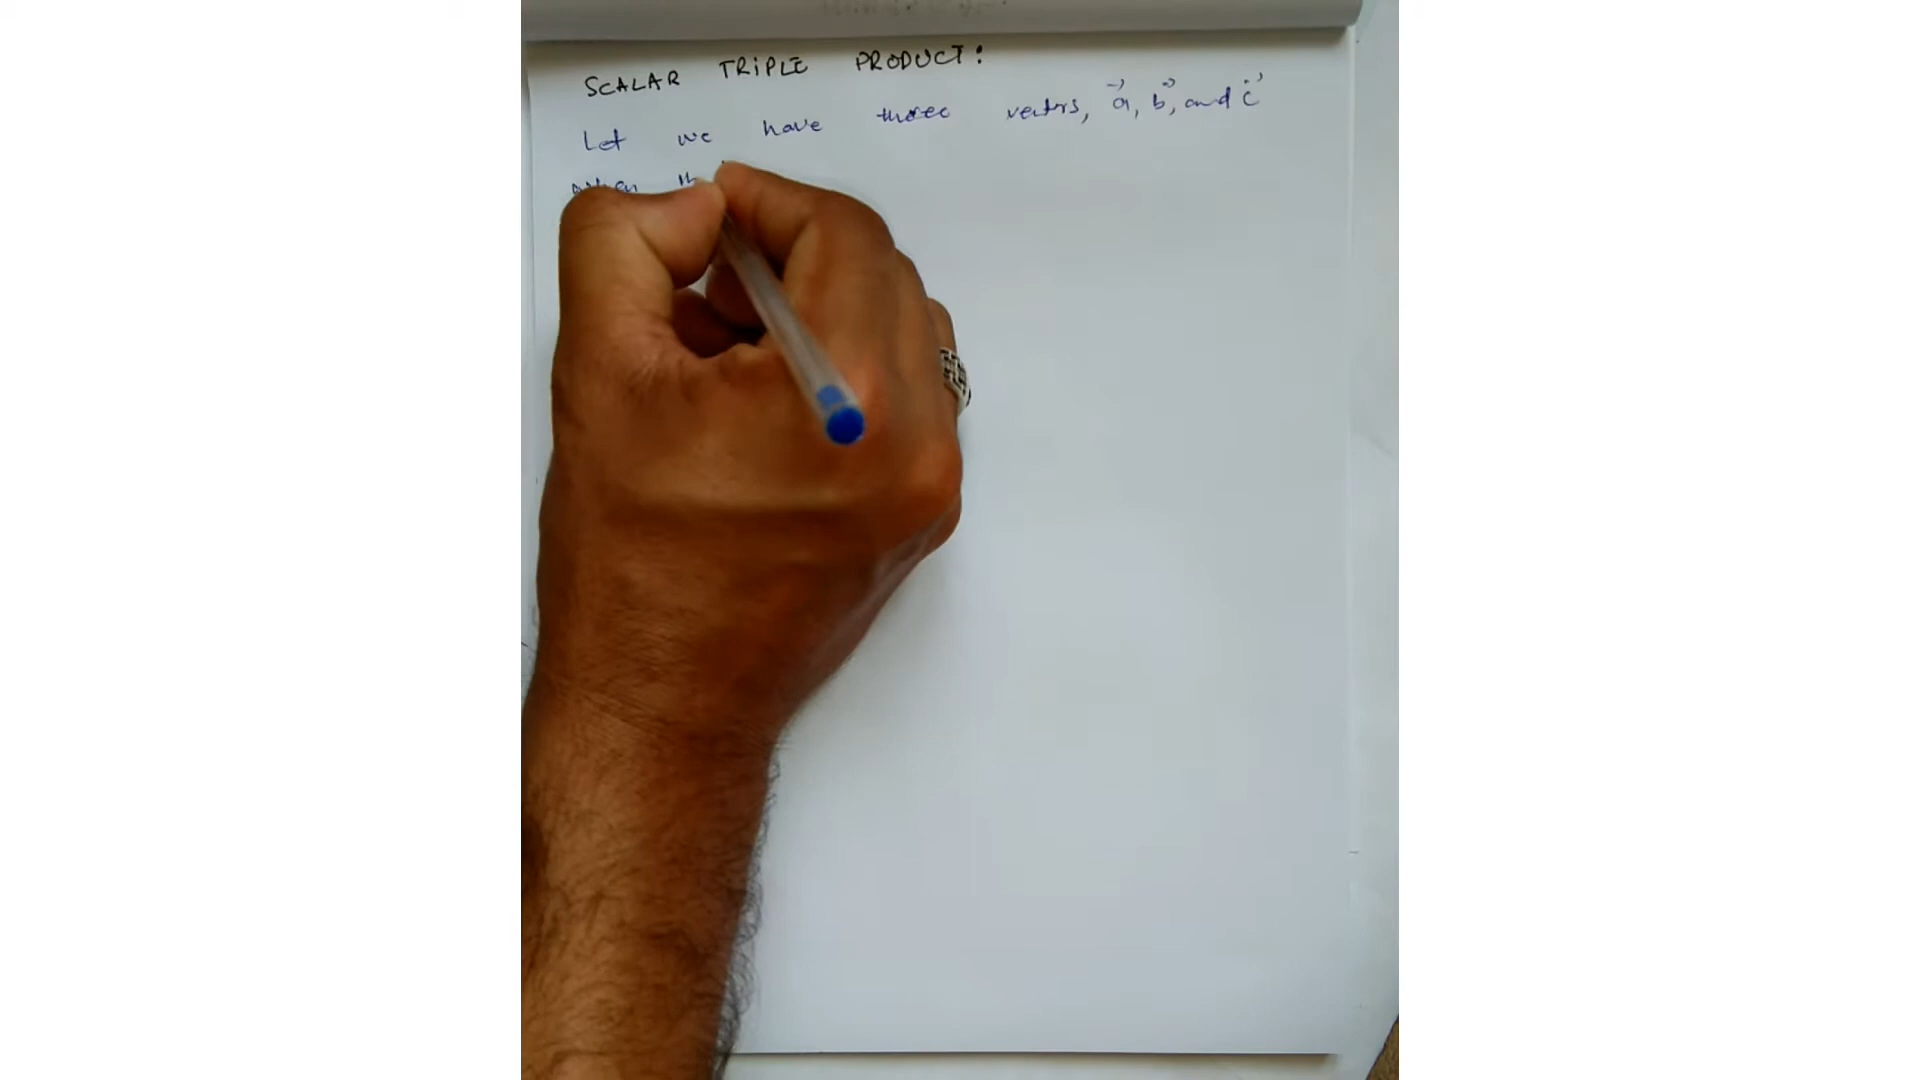 SCALAR TRIPLE PRODUCT:
Let we have three vectors, a⃗, b⃗, and c⃗